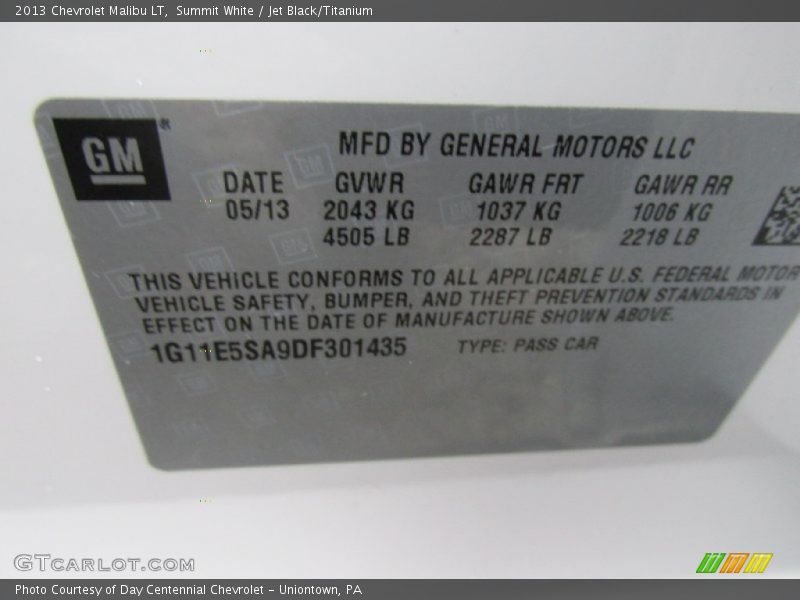 2013 Chevrolet Malibu LT,  Summit White / Jet Black/Titanium
GM
MFD BY GENERAL MOTORS LLC
DATE GVWR GAWR FRT GAWR RR
05/13 2043 KG 1037 KG 1006 KG
4505 LB 2287 LB 2218 LB
THIS VEHICLE CONFORMS TO ALL APPLICABLE U.S. FEDERAL MOTOR
VEHICLE SAFETY, BUMPER, AND THEFT PREVENTION STANDARDS IN
EFFECT ON THE DATE OF MANUFACTURE SHOWN ABOVE.
1G11E5SA9DF301435 TYPE: PASS CAR
GTCARLOT.COM
Photo Courtesy of Day Centennial Chevrolet - Uniontown, PA